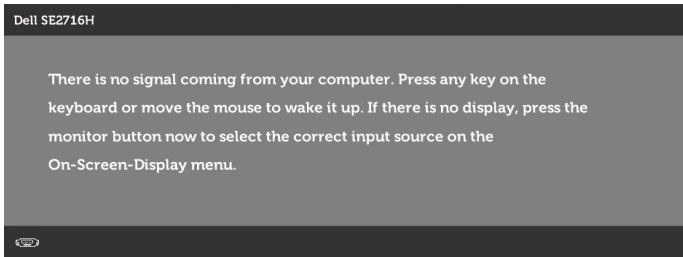 Dell SE2716H
There is no signal coming from your computer. Press any key on the
keyboard or move the mouse to wake it up. If there is no display, press the
monitor button now to select the correct input source on the
On-Screen-Display menu.